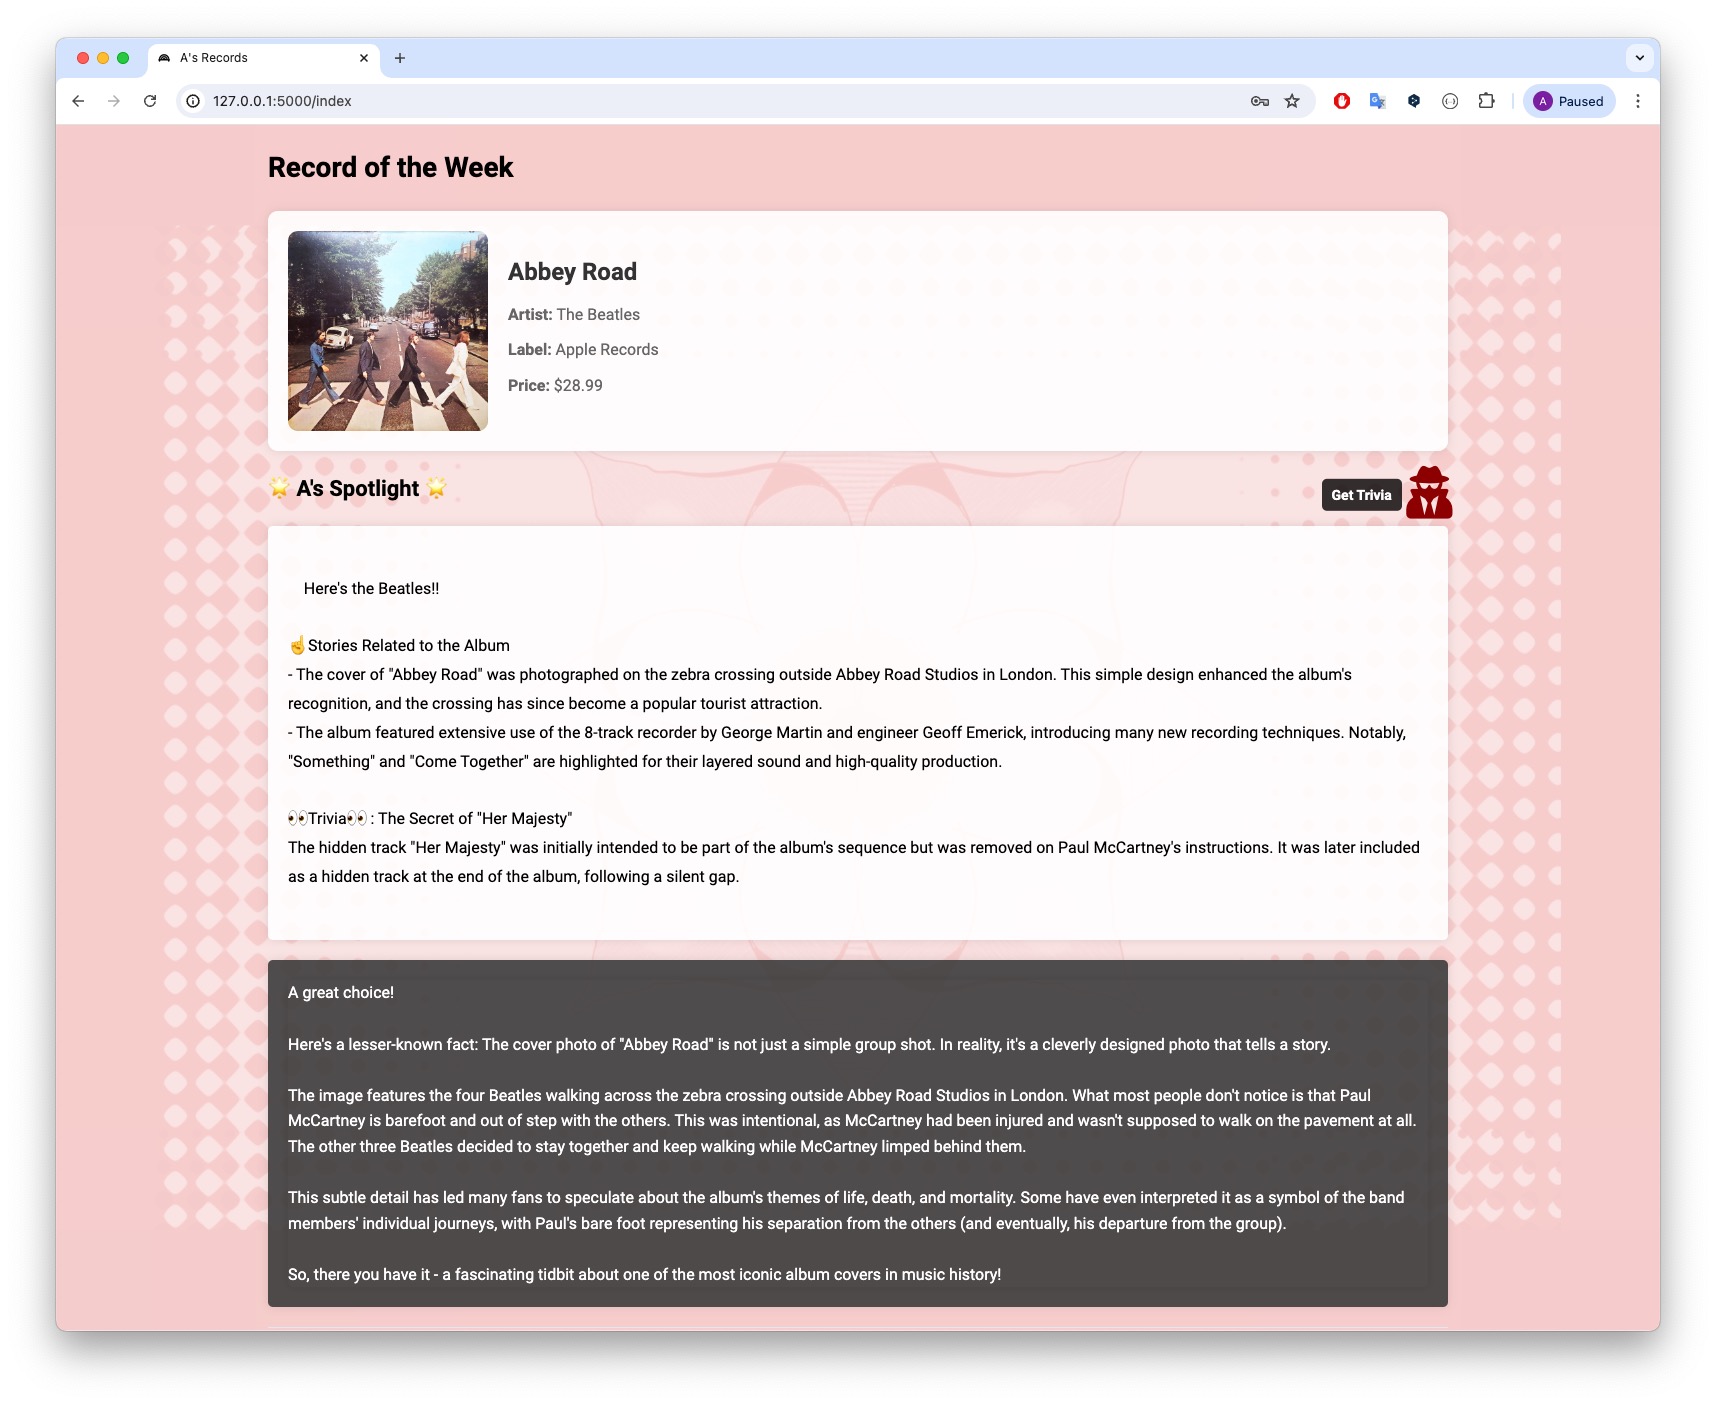 A's Records
127.0.0.1:5000/index
A
Paused
Record of the Week
Abbey Road
Artist: The Beatles
Label: Apple Records
Price: $28.99
🌟 A's Spotlight 🌟
Get Trivia
Here's the Beatles!!
☝️Stories Related to the Album
- The cover of "Abbey Road" was photographed on the zebra crossing outside Abbey Road Studios in London. This simple design enhanced the album's
recognition, and the crossing has since become a popular tourist attraction.
- The album featured extensive use of the 8-track recorder by George Martin and engineer Geoff Emerick, introducing many new recording techniques. Notably,
"Something" and "Come Together" are highlighted for their layered sound and high-quality production.
👀Trivia👀 : The Secret of "Her Majesty"
The hidden track "Her Majesty" was initially intended to be part of the album's sequence but was removed on Paul McCartney's instructions. It was later included
as a hidden track at the end of the album, following a silent gap.
A great choice!
Here's a lesser-known fact: The cover photo of "Abbey Road" is not just a simple group shot. In reality, it's a cleverly designed photo that tells a story.
The image features the four Beatles walking across the zebra crossing outside Abbey Road Studios in London. What most people don't notice is that Paul
McCartney is barefoot and out of step with the others. This was intentional, as McCartney had been injured and wasn't supposed to walk on the pavement at all.
The other three Beatles decided to stay together and keep walking while McCartney limped behind them.
This subtle detail has led many fans to speculate about the album's themes of life, death, and mortality. Some have even interpreted it as a symbol of the band
members' individual journeys, with Paul's bare foot representing his separation from the others (and eventually, his departure from the group).
So, there you have it - a fascinating tidbit about one of the most iconic album covers in music history!